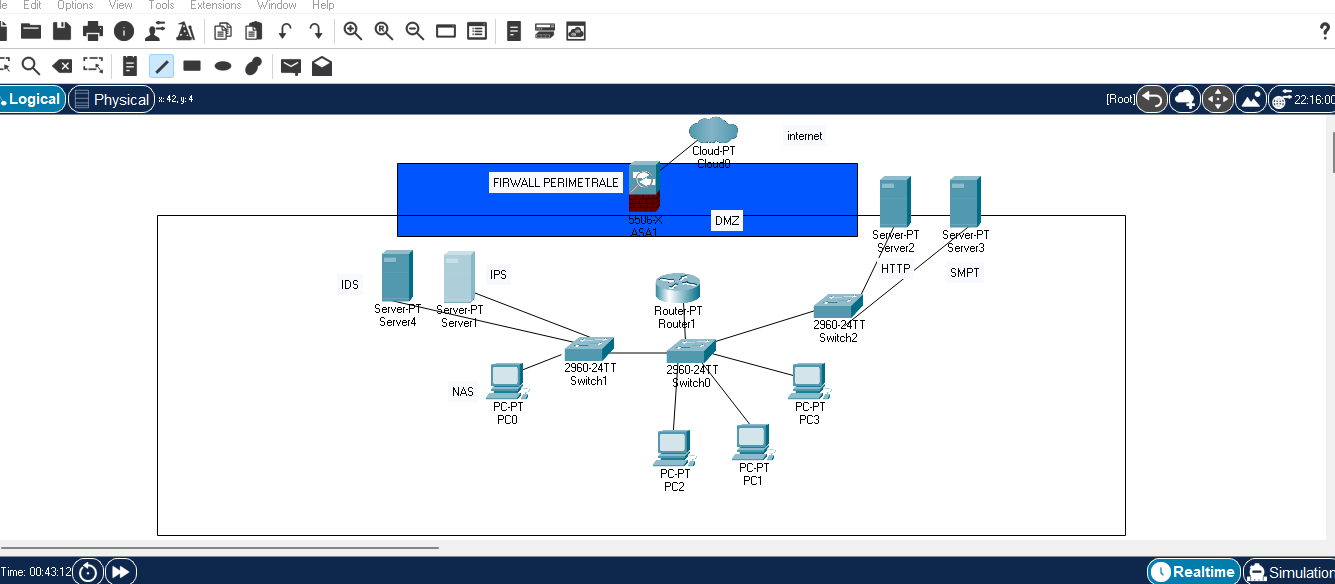 Edit Options View Tools Extensions Window Help
?
Logical
Physical
x: 42, y: 4
[Root]
22:16:00
internet
Cloud-PT
Cloud0
FIRWALL PERIMETRALE
5506-X
ASA1
DMZ
Server-PT
Server2
Server-PT
Server3
HTTP
SMPT
IDS
IPS
Server-PT
Server4
Server-PT
Server1
Router-PT
Router1
2960-24TT
Switch2
2960-24TT
Switch1
2960-24TT
Switch0
NAS
PC-PT
PC0
PC-PT
PC3
PC-PT
PC2
PC-PT
PC1
Time: 00:43:12
Realtime
Simulation